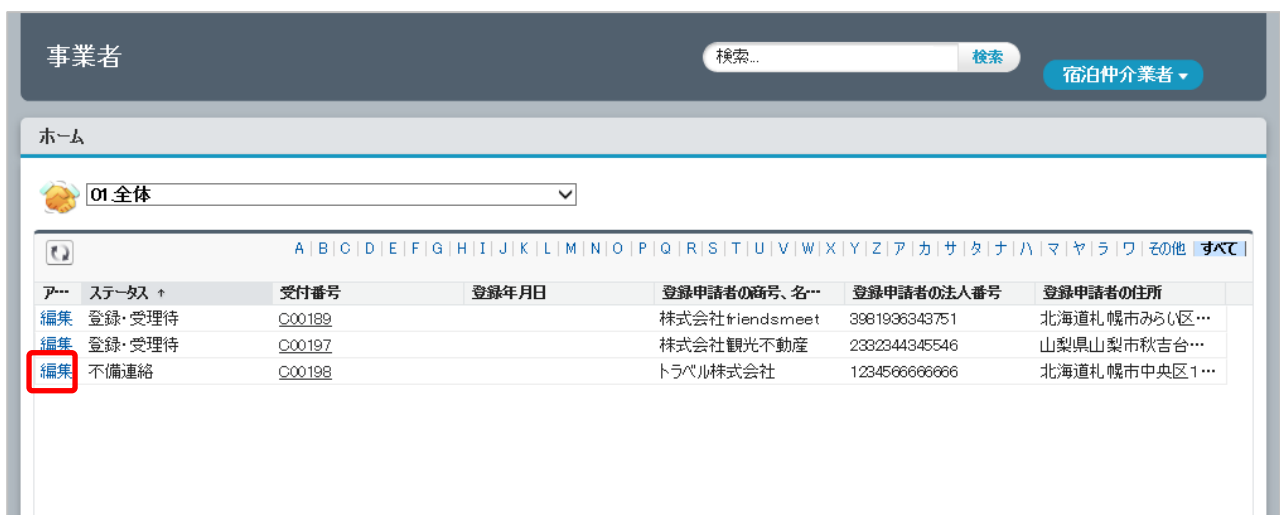 事業者
検索...
検索
宿泊仲介業者▼
ホーム
01.全体
A|B|C|D|E|F|G|H|I|J|K|L|M|N|O|P|Q|R|S|T|U|V|W|X|Y|Z|ア|カ|サ|タ|ナ|ハ|マ|ヤ|ラ|ワ|その他|すべて|
ア… ステータス ↑ 受付番号 登録年月日 登録申請者の商号、名… 登録申請者の法人番号 登録申請者の住所
編集 登録・受理待 C00189 株式会社friendsmeet 3981936343751 北海道札幌市みらい区…
編集 登録・受理待 C00197 株式会社観光不動産 2332344345546 山梨県山梨市秋吉台…
編集 不備連絡 C00198 トラベル株式会社 1234566666666 北海道札幌市中央区1…